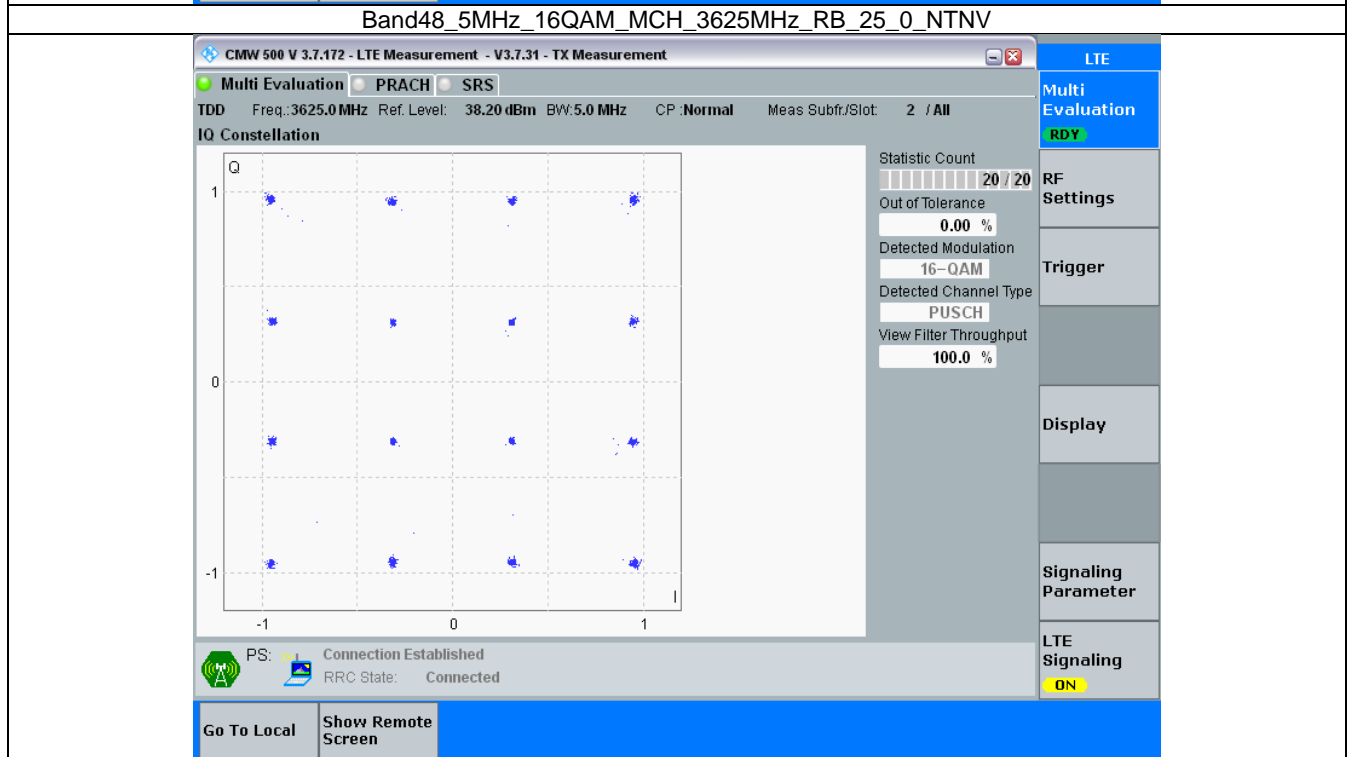 Band48_5MHz_16QAM_MCH_3625MHz_RB_25_0_NTNV
CMW 500 V 3.7.172 - LTE Measurement - V3.7.31 - TX Measurement
LTE
Multi Evaluation PRACH SRS
Multi
Evaluation
RDY
TDD Freq.:3625.0 MHz Ref. Level: 38.20 dBm BW:5.0 MHz CP :Normal Meas Subfr./Slot: 2 / All
IQ Constellation
Q
1
0
-1
I
-1 0 1
Statistic Count
20 / 20
Out of Tolerance
0.00 %
Detected Modulation
16-QAM
Detected Channel Type
PUSCH
View Filter Throughput
100.0 %
RF
Settings
Trigger
Display
Signaling
Parameter
LTE
Signaling
ON
PS: Connection Established
RRC State: Connected
Go To Local
Show Remote
Screen